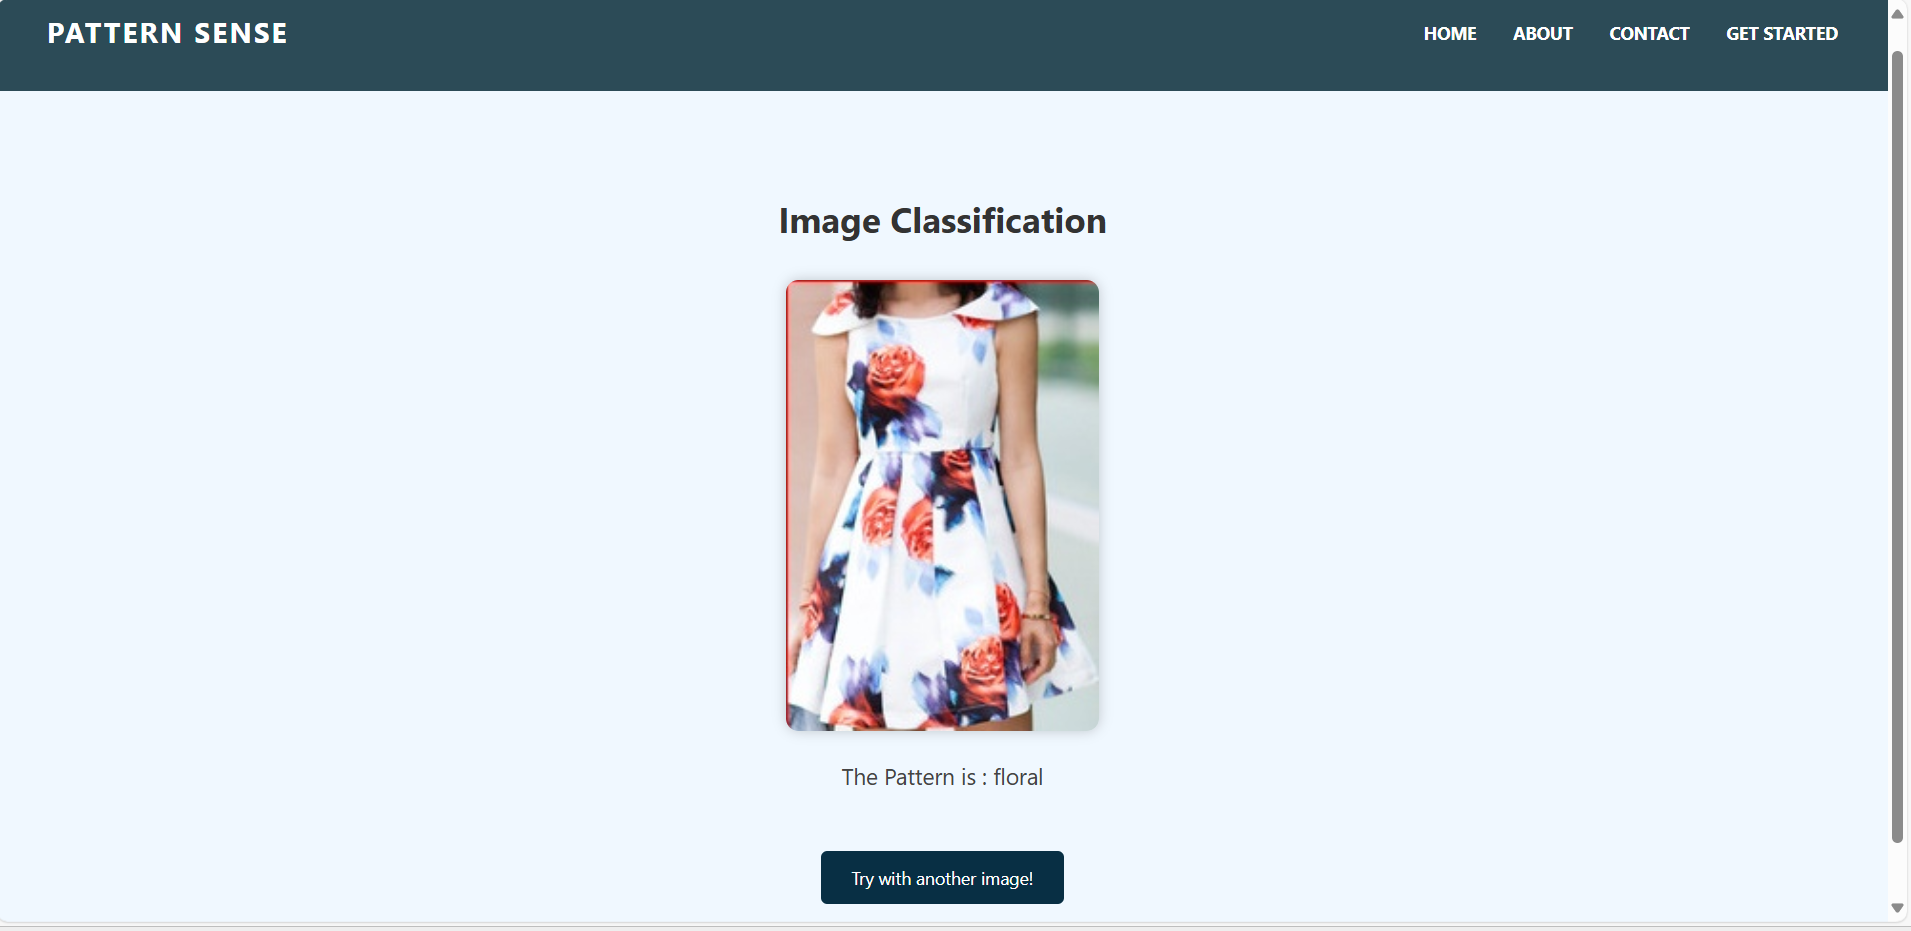 PATTERN SENSE
HOME ABOUT CONTACT GET STARTED
Image Classification
The Pattern is : floral
Try with another image!